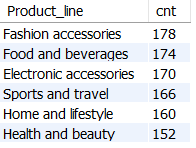 Product_line cnt
Fashion accessories 178
Food and beverages 174
Electronic accessories 170
Sports and travel 166
Home and lifestyle 160
Health and beauty 152